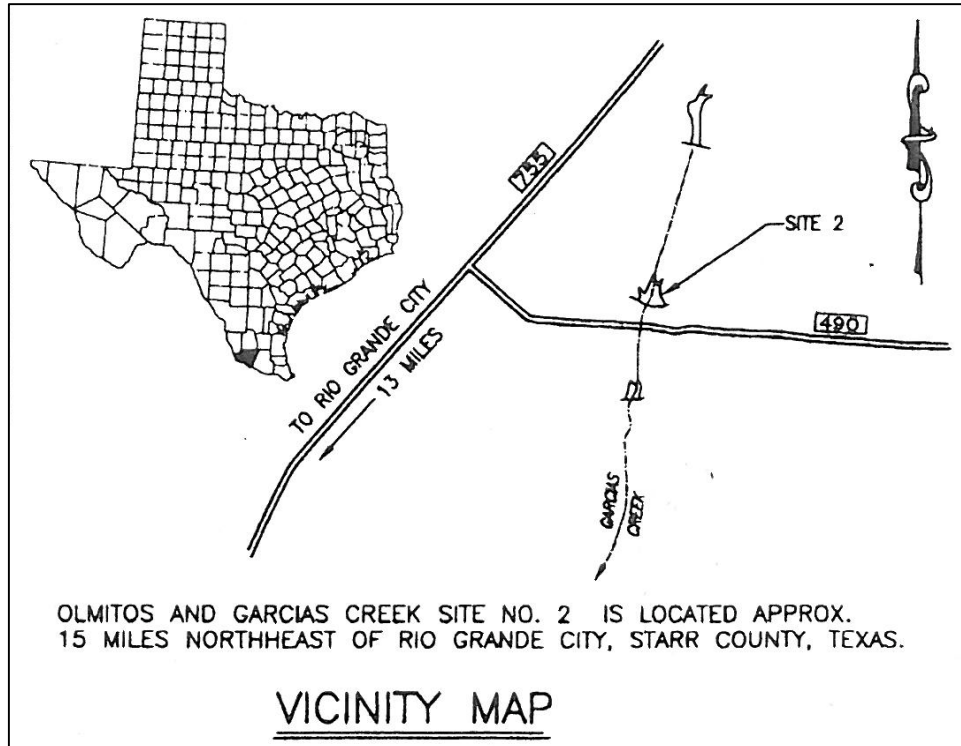 755
SITE 2
490
TO RIO GRANDE CITY
13 MILES
GARCIAS
CREEK
OLMITOS AND GARCIAS CREEK SITE NO. 2 IS LOCATED APPROX.
15 MILES NORTHHEAST OF RIO GRANDE CITY, STARR COUNTY, TEXAS.
VICINITY MAP